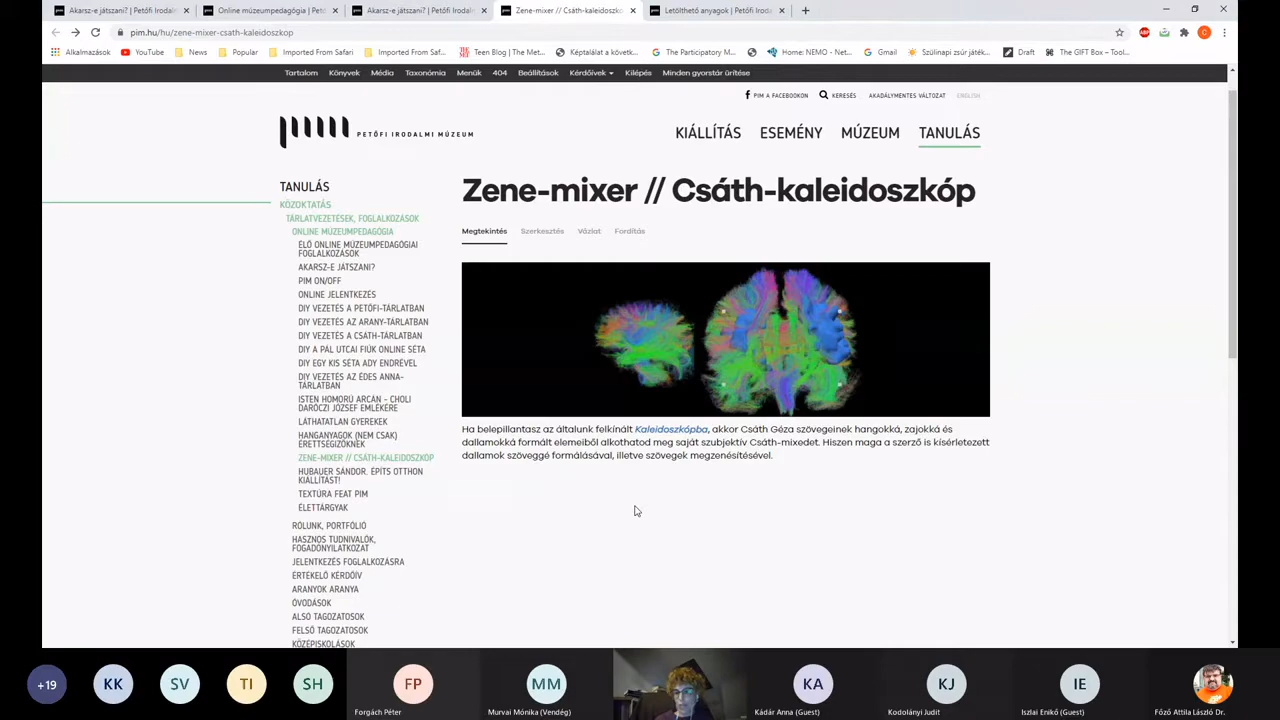 Akarsz-e játszani? | Petőfi Irodal
Online múzeumpedagógia | Pet
Akarsz-e játszani? | Petőfi Irodal
Zene-mixer // Csáth-kaleidoszko
Letölthető anyagok | Petőfi Iroda
pim.hu/hu/zene-mixer-csath-kaleidoszkop
Alkalmazások YouTube News Popular Imported From Safari Imported From Saf... Teen Blog | The Met... Képtalálat a követk... The Participatory M... Home: NEMO - Net... Gmail Szülinapi zsúr játék... Draft The GIFT Box – Tool...
Tartalom Könyvek Média Taxonómia Menük 404 Beállítások Kérdőívek Kilépés Minden gyorstár ürítése
PIM A FACEBOOKON KERESÉS AKADÁLYMENTES VÁLTOZAT ENGLISH
PETŐFI IRODALMI MÚZEUM
KIÁLLÍTÁS ESEMÉNY MÚZEUM TANULÁS
TANULÁS
KÖZOKTATÁS
TÁRLATVEZETÉSEK, FOGLALKOZÁSOK
ONLINE MÚZEUMPEDAGÓGIA
ÉLŐ ONLINE MÚZEUMPEDAGÓGIAI
FOGLALKOZÁSOK
AKARSZ-E JÁTSZANI?
PIM ON/OFF
ONLINE JELENTKEZÉS
DIY VEZETÉS A PETŐFI-TÁRLATBAN
DIY VEZETÉS AZ ARANY-TÁRLATBAN
DIY VEZETÉS A CSÁTH-TÁRLATBAN
DIY A PÁL UTCAI FIÚK ONLINE SÉTA
DIY EGY KIS SÉTA ADY ENDRÉVEL
DIY VEZETÉS AZ ÉDES ANNA-
TÁRLATBAN
ISTEN HOMORÚ ARCÁN – CHOLI
DARÓCZI JÓZSEF EMLÉKÉRE
LÁTHATATLAN GYEREKEK
HANGANYAGOK (NEM CSAK)
ÉRETTSÉGIZŐKNEK
ZENE-MIXER // CSÁTH-KALEIDOSZKÓP
HUBAUER SÁNDOR. ÉPÍTS OTTHON
KIÁLLÍTÁST!
TEXTÚRA FEAT PIM
ÉLETTÁRGYAK
RÓLUNK, PORTFÓLIÓ
HASZNOS TUDNIVALÓK,
FOGADÓNYILATKOZAT
JELENTKEZÉS FOGLALKOZÁSRA
ÉRTÉKELŐ KÉRDŐÍV
ARANYOK ARANYA
ÓVODÁSOK
ALSÓ TAGOZATOSOK
FELSŐ TAGOZATOSOK
KÖZÉPISKOLÁSOK
Zene-mixer // Csáth-kaleidoszkóp
Megtekintés Szerkesztés Vázlat Fordítás
Ha belepillantasz az általunk felkínált Kaleidoszkópba, akkor Csáth Géza szövegeinek hangokká, zajokká és
dallamokká formált elemeiből alkothatod meg saját szubjektív Csáth-mixedet. Hiszen maga a szerző is kísérletezett
dallamok szöveggé formálásával, illetve szövegek megzenésítésével.
+19 KK SV TI SH FP MM KA KJ IE
Forgách Péter Murvai Mónika (Vendég) Kádár Anna (Guest) Kodolányi Judit Iszlai Enikő (Guest) Főző Attila László Dr.